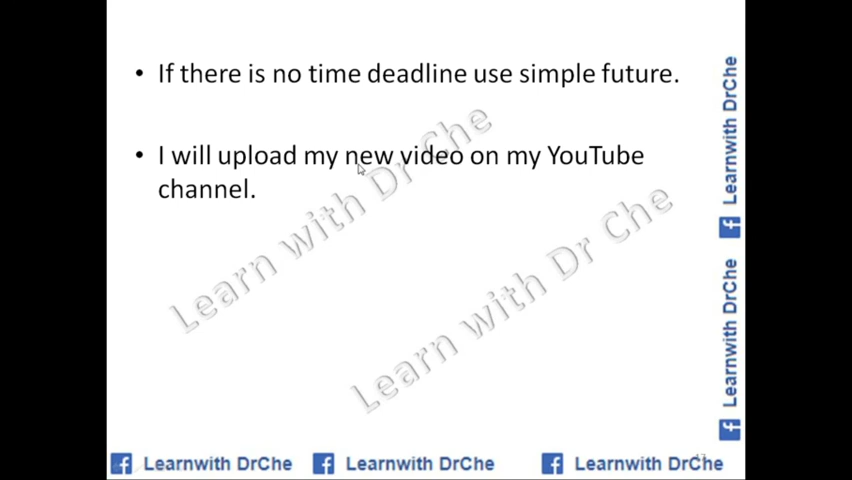 • If there is no time deadline use simple future.
• I will upload my new video on my YouTube
channel.
Learn with Dr Che
Learn with Dr Che
Learnwith DrChe
Learnwith DrChe
Learnwith DrChe
Learnwith DrChe
Learnwith DrChe